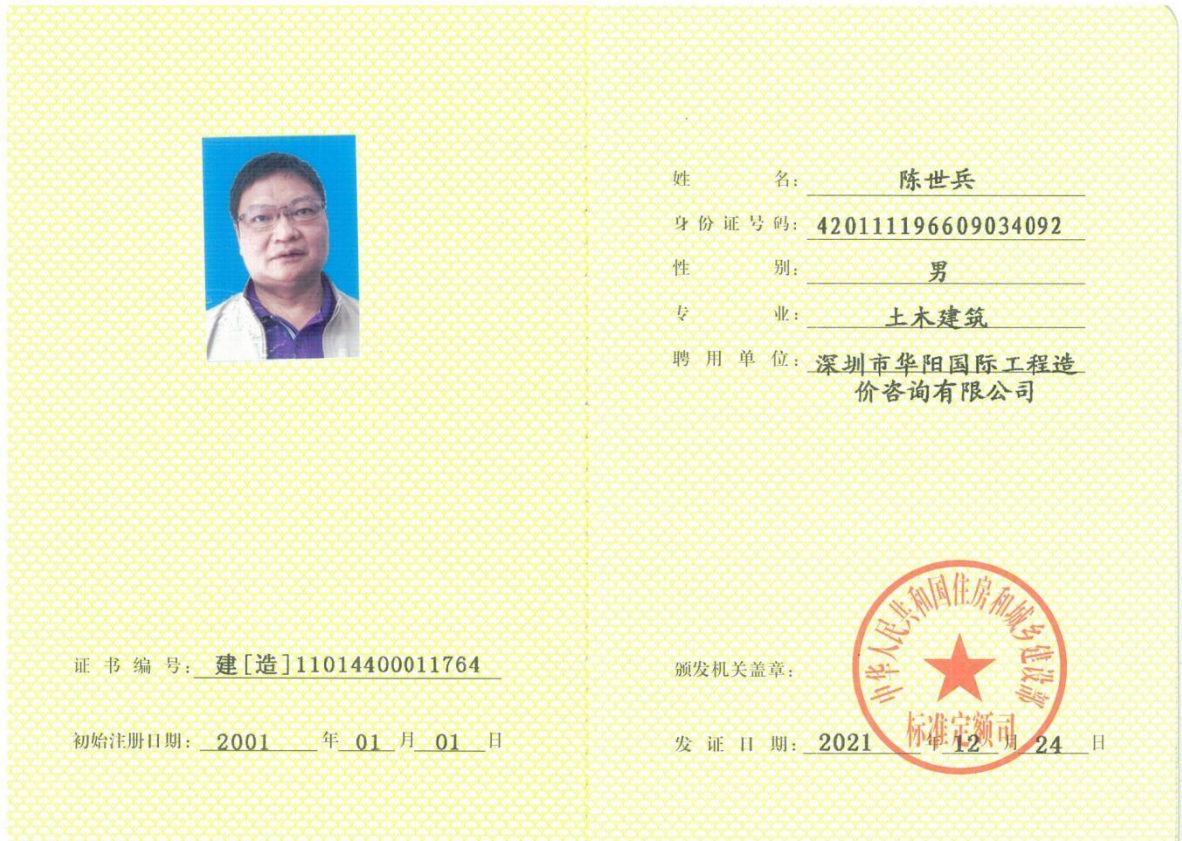 姓名：陈世兵
身份证号码：420111196609034092
性别：男
专业：土木建筑
聘用单位：深圳市华阳国际工程造
价咨询有限公司
证书编号：建[造]11014400011764
初始注册日期：2001年01月01日
颁发机关盖章：
中华人民共和国住房和城乡建设部
标准定额司
发证日期：2021年12月24日